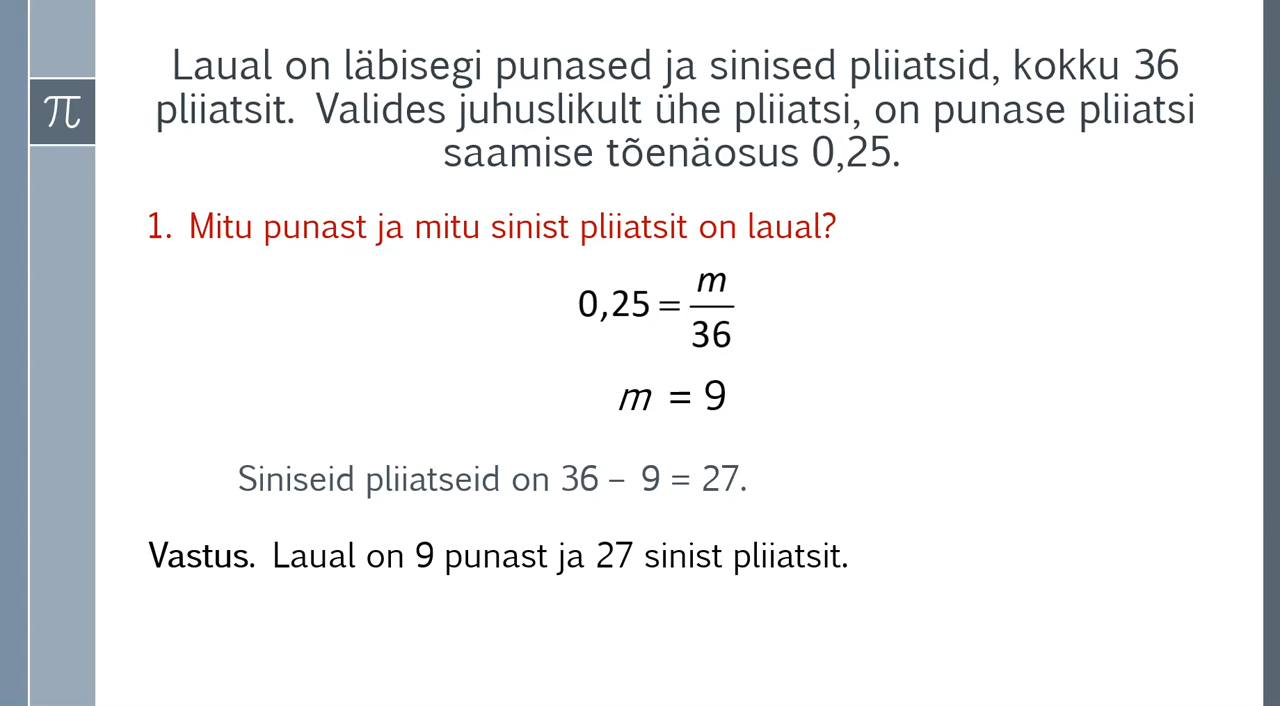 π
Laual on läbisegi punased ja sinised pliiatsid, kokku 36
pliiatsit. Valides juhuslikult ühe pliiatsi, on punase pliiatsi
saamise tõenäosus 0,25.
1. Mitu punast ja mitu sinist pliiatsit on laual?
0,25 = m/36
m = 9
Siniseid pliiatseid on 36 – 9 = 27.
Vastus. Laual on 9 punast ja 27 sinist pliiatsit.